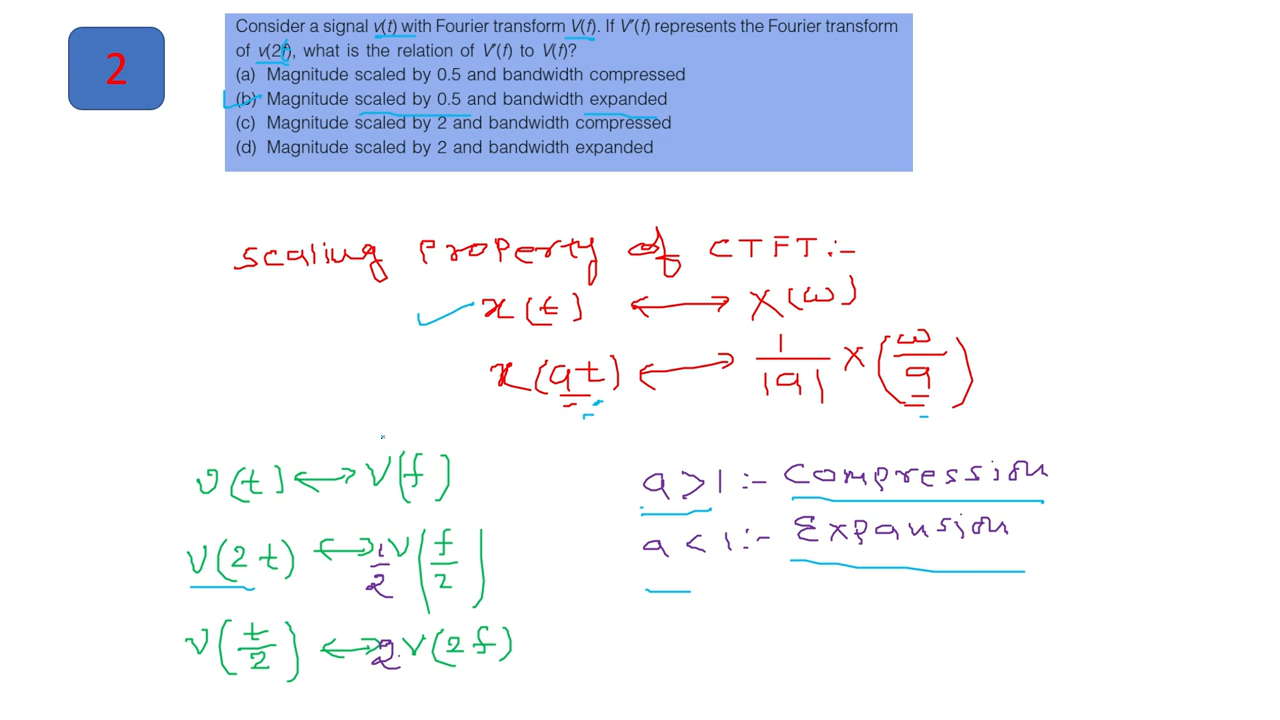 2
Consider a signal v(t) with Fourier transform V(f). If V′(f) represents the Fourier transform
of v(2t), what is the relation of V′(f) to V(f)?
(a) Magnitude scaled by 0.5 and bandwidth compressed
(b) Magnitude scaled by 0.5 and bandwidth expanded
(c) Magnitude scaled by 2 and bandwidth compressed
(d) Magnitude scaled by 2 and bandwidth expanded
Scaling Property of CTFT :-
x(t) ↔ X(ω)
x(at) ↔ 1/|a| X(ω/a)
v(t) ↔ V(f)
V(2t) ↔ 1/2 V(f/2)
V(t/2) ↔ 2 V(2f)
a > 1 :- Compression
a < 1 :- Expansion